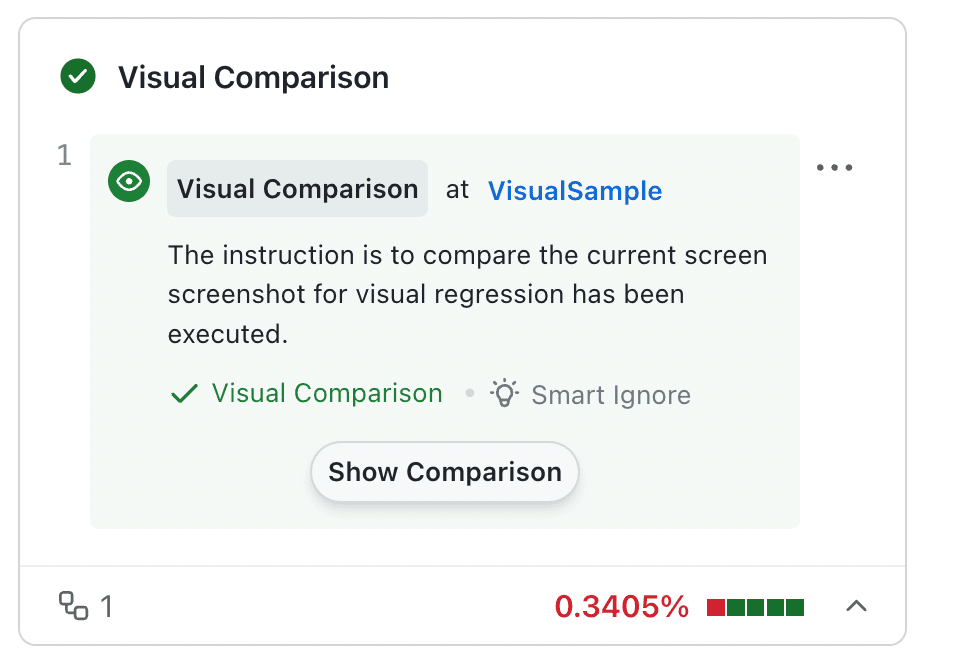 Visual Comparison
1
Visual Comparison at VisualSample
The instruction is to compare the current screen
screenshot for visual regression has been
executed.
Visual Comparison • Smart Ignore
Show Comparison
1 0.3405%